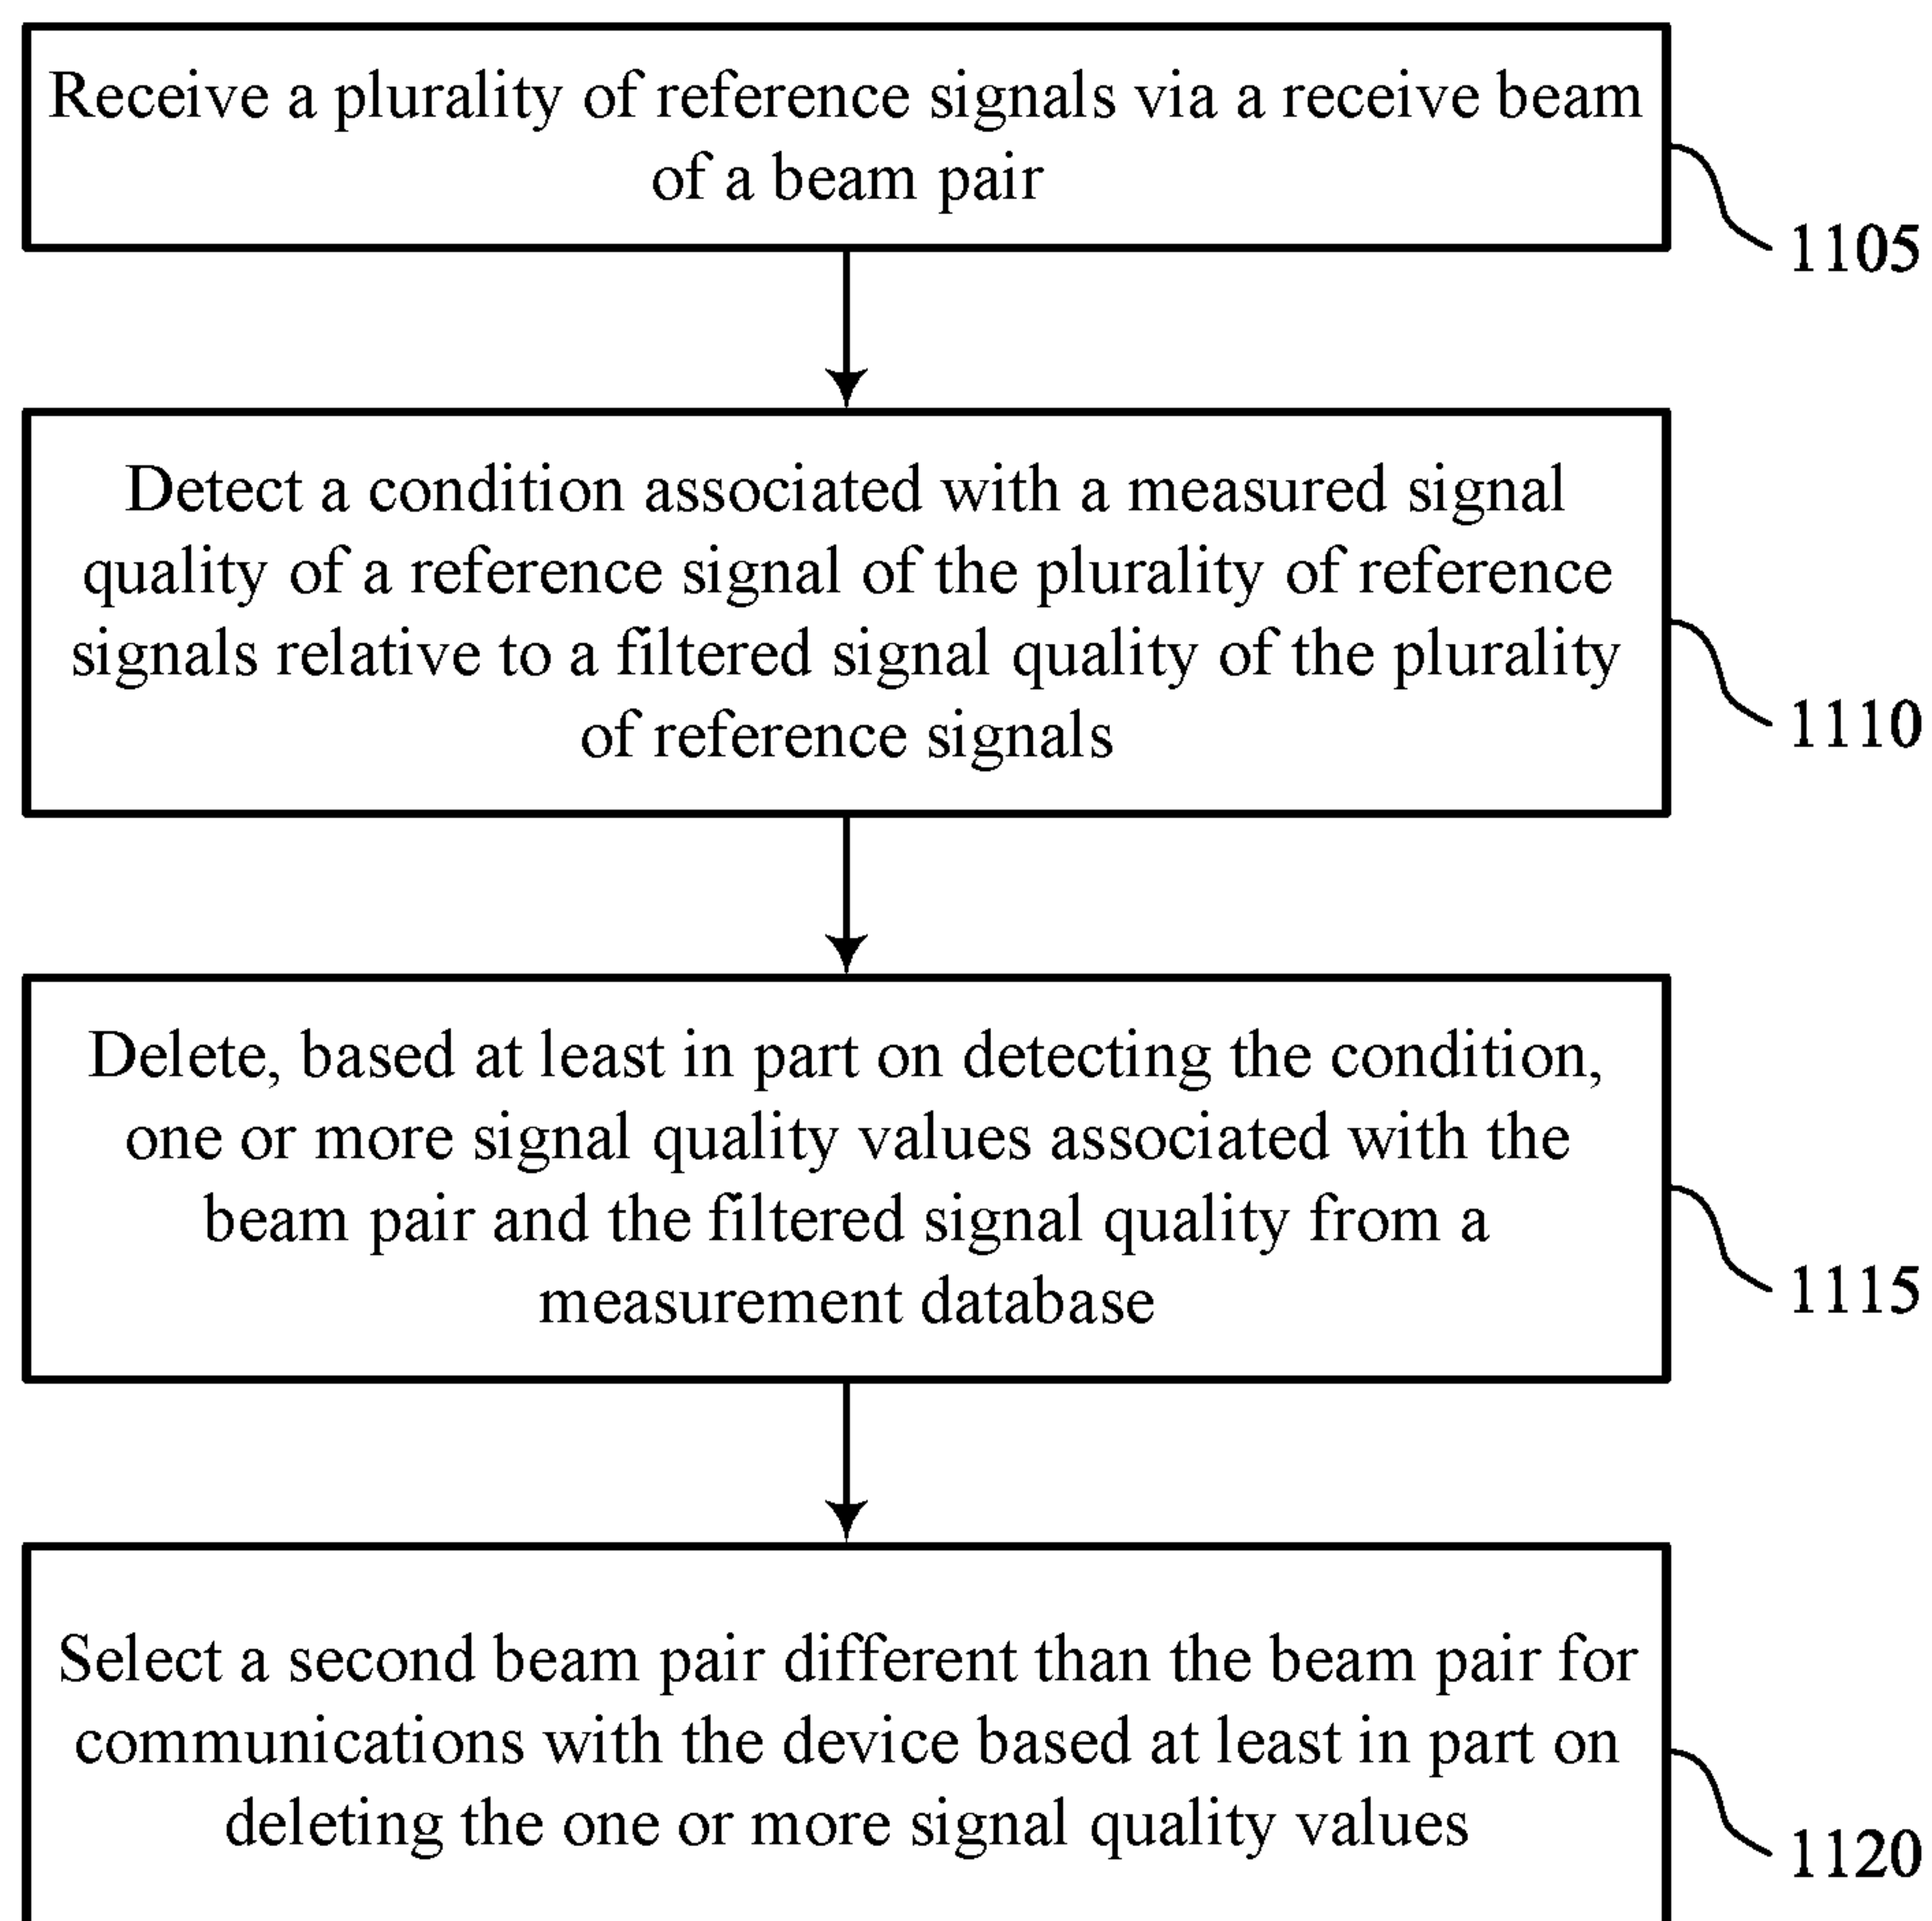 Receive a plurality of reference signals via a receive beam
of a beam pair
1105
Detect a condition associated with a measured signal
quality of a reference signal of the plurality of reference
signals relative to a filtered signal quality of the plurality
of reference signals
1110
Delete, based at least in part on detecting the condition,
one or more signal quality values associated with the
beam pair and the filtered signal quality from a
measurement database
1115
Select a second beam pair different than the beam pair for
communications with the device based at least in part on
deleting the one or more signal quality values
1120